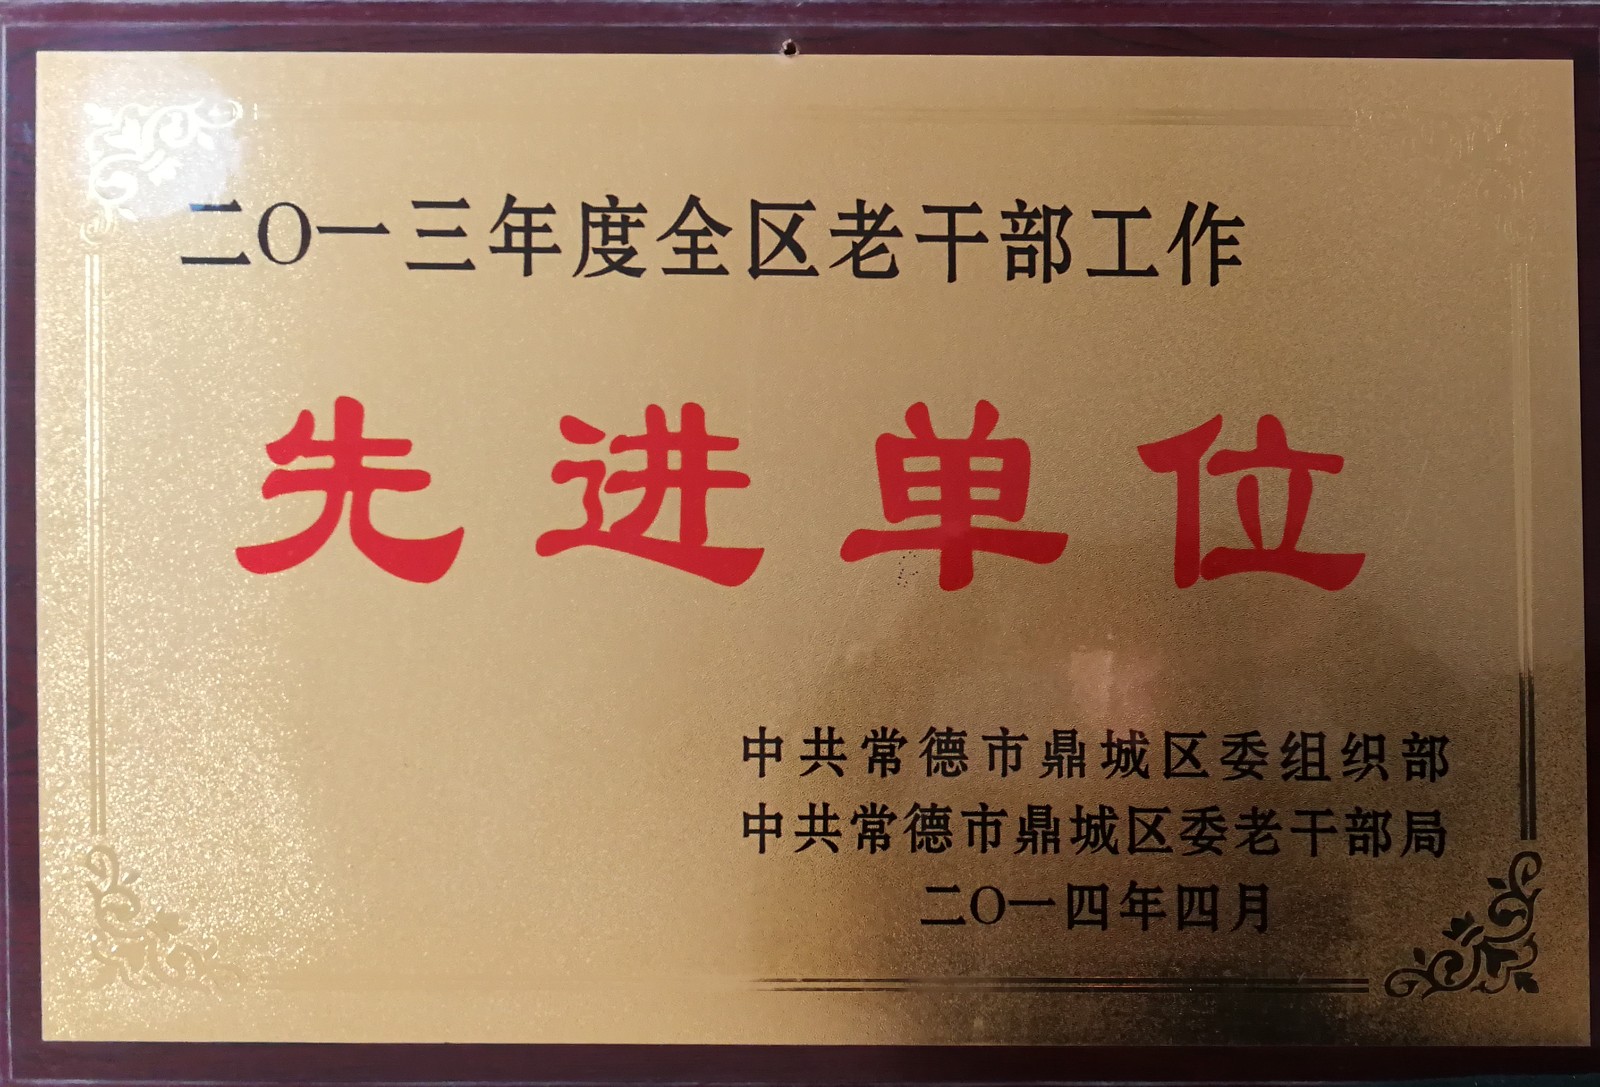 二〇一三年度全区老干部工作
先进单位
中共常德市鼎城区委组织部
中共常德市鼎城区委老干部局
二〇一四年四月